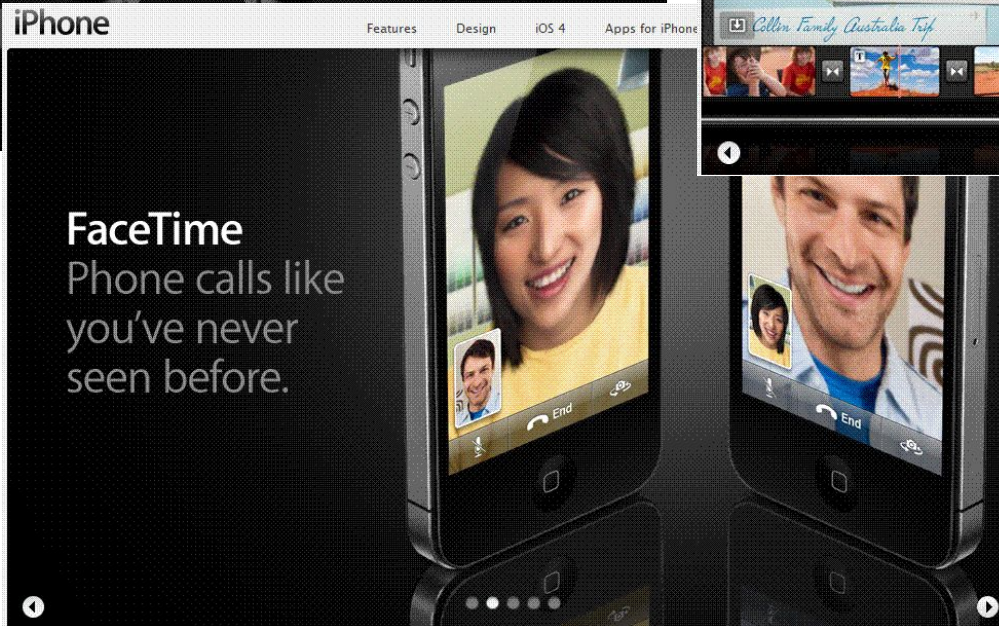 iPhone
Features Design iOS 4 Apps for iPhone
Collin Family Australia Trip
T
FaceTime
Phone calls like
you've never
seen before.
End
End